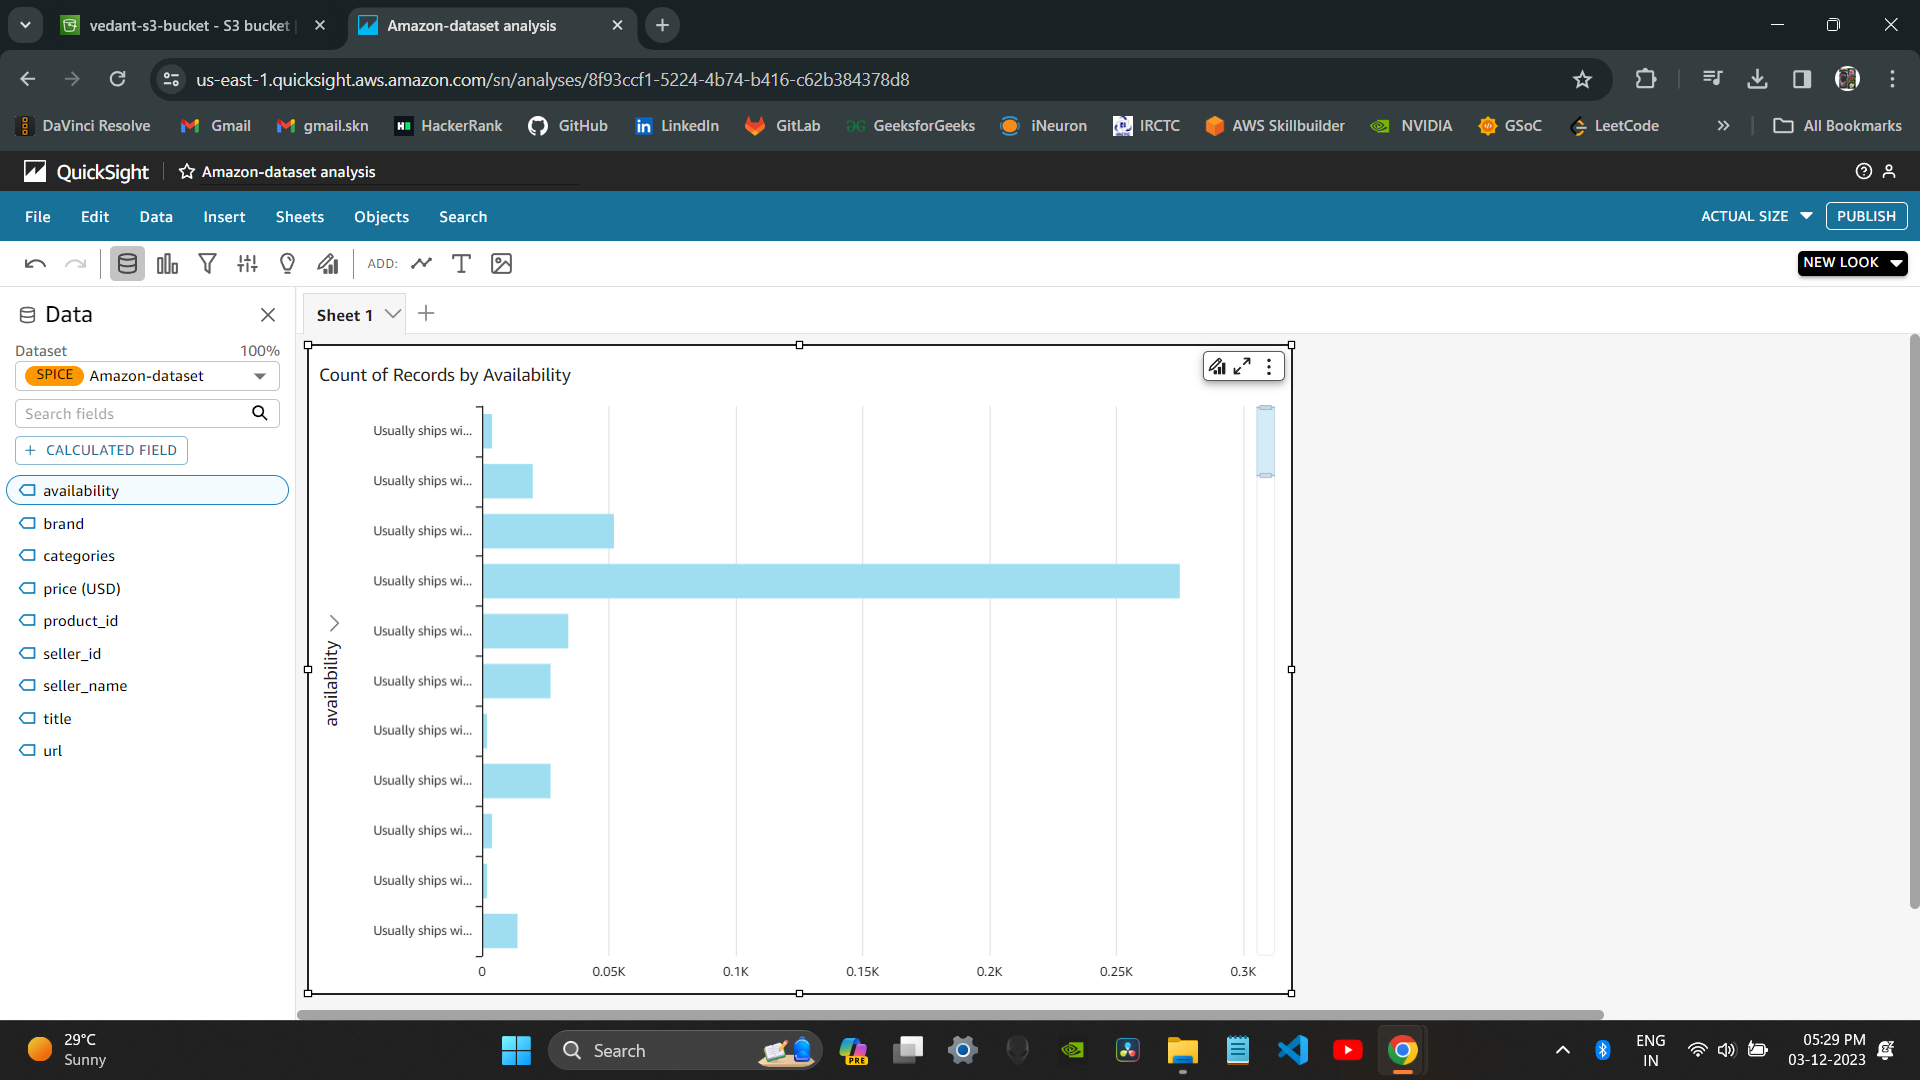 vedant-s3-bucket - S3 bucket
Amazon-dataset analysis
us-east-1.quicksight.aws.amazon.com/sn/analyses/8f93ccf1-5224-4b74-b416-c62b384378d8
DaVinci Resolve Gmail gmail.skn HackerRank GitHub LinkedIn GitLab GeeksforGeeks iNeuron IRCTC AWS Skillbuilder NVIDIA GSoC LeetCode » All Bookmarks
QuickSight Amazon-dataset analysis
File Edit Data Insert Sheets Objects Search ACTUAL SIZE PUBLISH
ADD: T NEW LOOK
Data
Sheet 1
Dataset 100%
SPICE Amazon-dataset
Search fields
+ CALCULATED FIELD
availability
brand
categories
price (USD)
product_id
seller_id
seller_name
title
url
Count of Records by Availability
availability
Usually ships wi...
Usually ships wi...
Usually ships wi...
Usually ships wi...
Usually ships wi...
Usually ships wi...
Usually ships wi...
Usually ships wi...
Usually ships wi...
Usually ships wi...
Usually ships wi...
0 0.05K 0.1K 0.15K 0.2K 0.25K 0.3K
29°C
Sunny
Search
PRE
ENG
IN
05:29 PM
03-12-2023